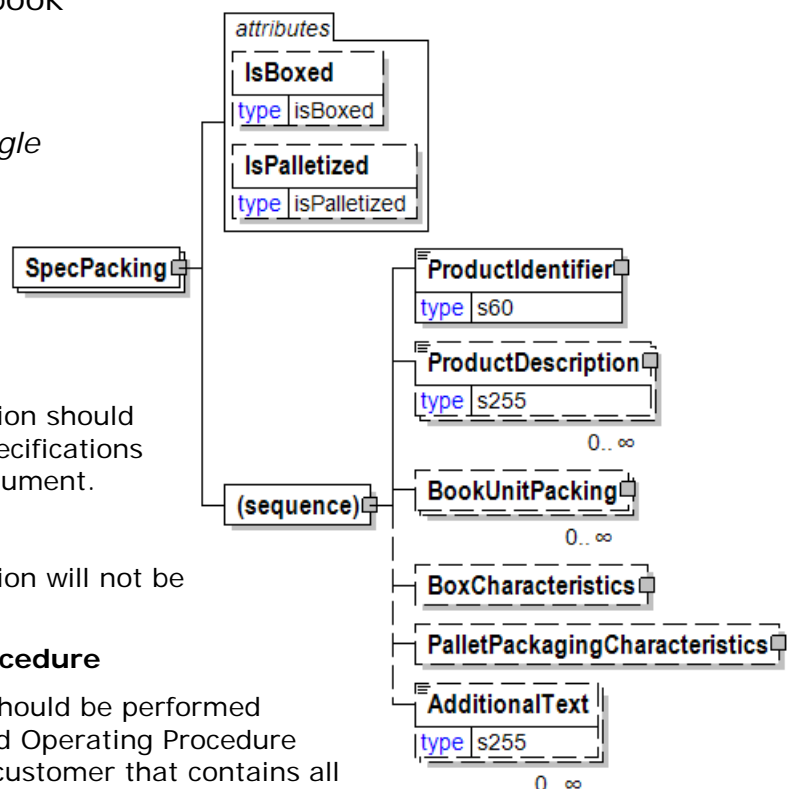 book
gle
ion should
ecifications
ument.
ion will not be
cedure
hould be performed
d Operating Procedure
customer that contains all
attributes
IsBoxed
type isBoxed
IsPalletized
type isPalletized
SpecPacking
(sequence)
ProductIdentifier
type s60
ProductDescription
type s255
0.. ∞
BookUnitPacking
0.. ∞
BoxCharacteristics
PalletPackagingCharacteristics
AdditionalText
type s255
0.. ∞